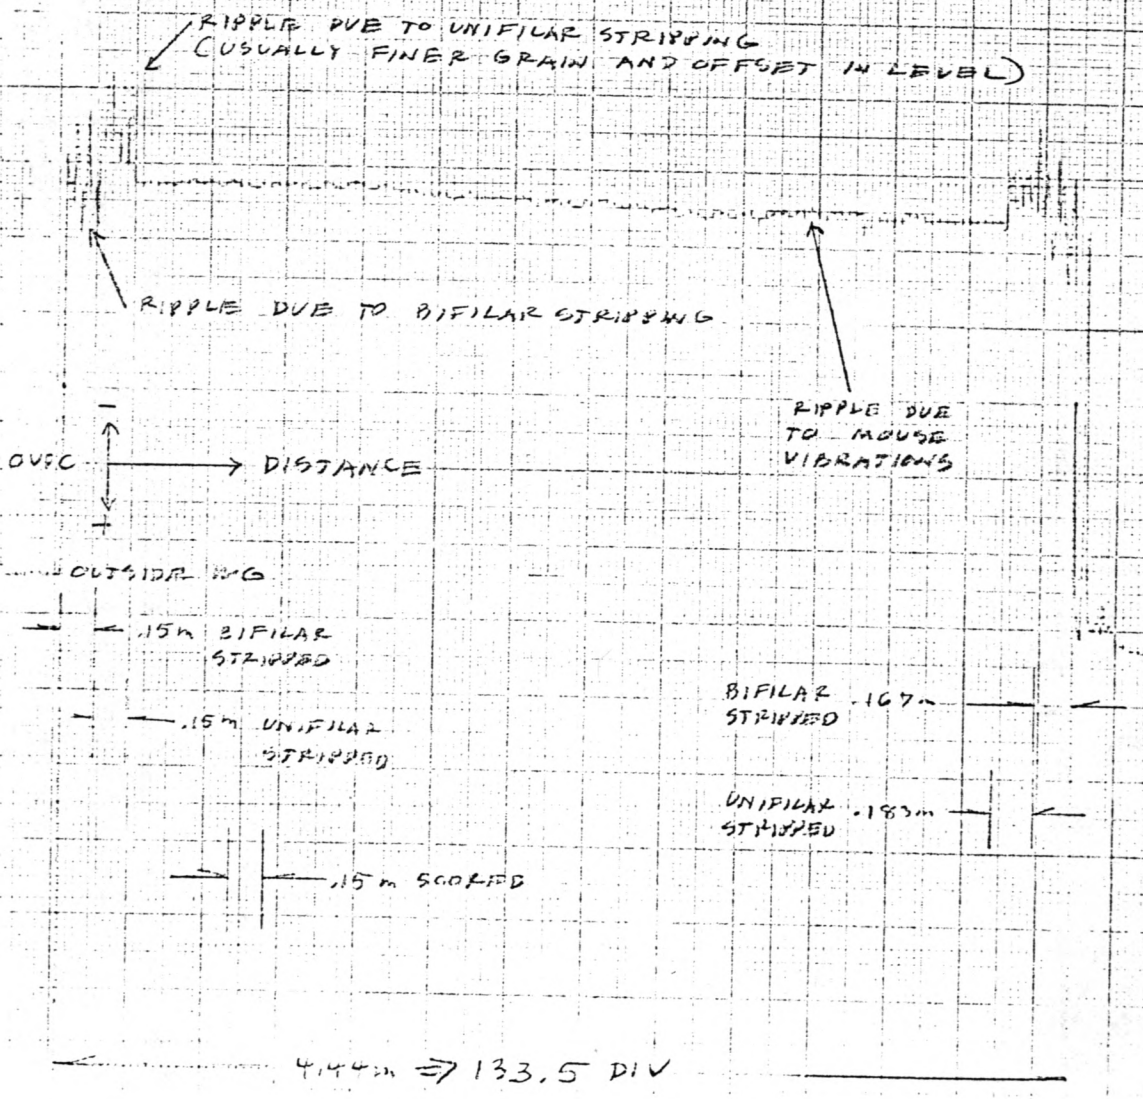 RIPPLE DUE TO UNIFILAR STRIPPING
(USUALLY FINER GRAIN AND OFFSET IN LEVEL)
RIPPLE DUE TO BIFILAR STRIPPING
RIPPLE DUE
TO MOUSE
VIBRATIONS
−
DISTANCE
+
OUTSIDE
.15m BIFILAR
STRIPPED
.15m UNIFILAR
STRIPPED
BIFILAR .167m
STRIPPED
UNIFILAR .183m
STRIPPED
.15m SCORED
4.44m ⇒ 133.5 DIV